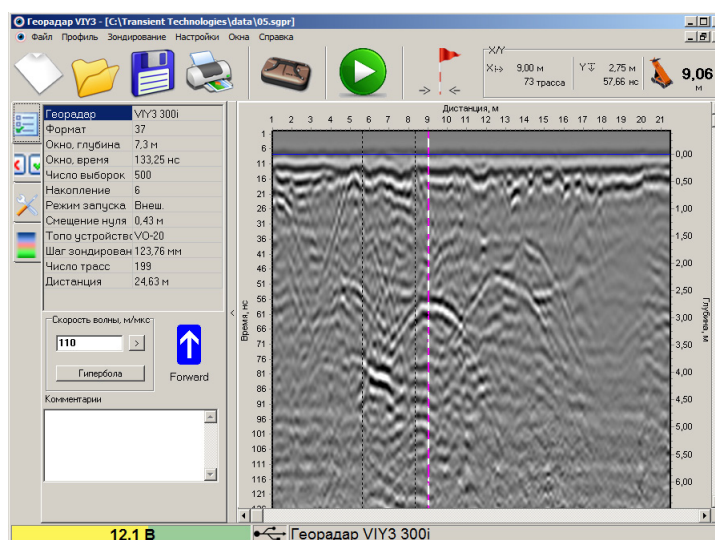 Георадар VIY3 - [C:\Transient Technologies\data\05.sgpr]
Файл Профиль Зондирование Настройки Окна Справка
X/Y
X 9,00 м Y 2,75 м
73 трасса 57,66 нс
9,06
м
Георадар VIY3 300i
Формат 37
Окно, глубина 7,3 м
Окно, время 133,25 нс
Число выборок 500
Накопление 6
Режим запуска Внеш.
Смещение нуля 0,43 м
Топо устройство VO-20
Шаг зондирован 123,76 мм
Число трасс 199
Дистанция 24,63 м
Скорость волны, м/мкс
110 >
Гипербола
Forward
Комментарии
<
Дистанция, м
1 2 3 4 5 6 7 8 9 10 11 12 13 14 15 16 17 18 19 20 21
Время, нс
1
6
11
16
21
26
31
36
41
46
51
56
61
66
71
76
81
86
91
96
101
106
111
116
121
126
0,00
0,50
1,00
1,50
2,00
2,50
3,00
3,50
4,00
4,50
5,00
5,50
6,00
Глубина, м
12,1 В
Георадар VIY3 300i